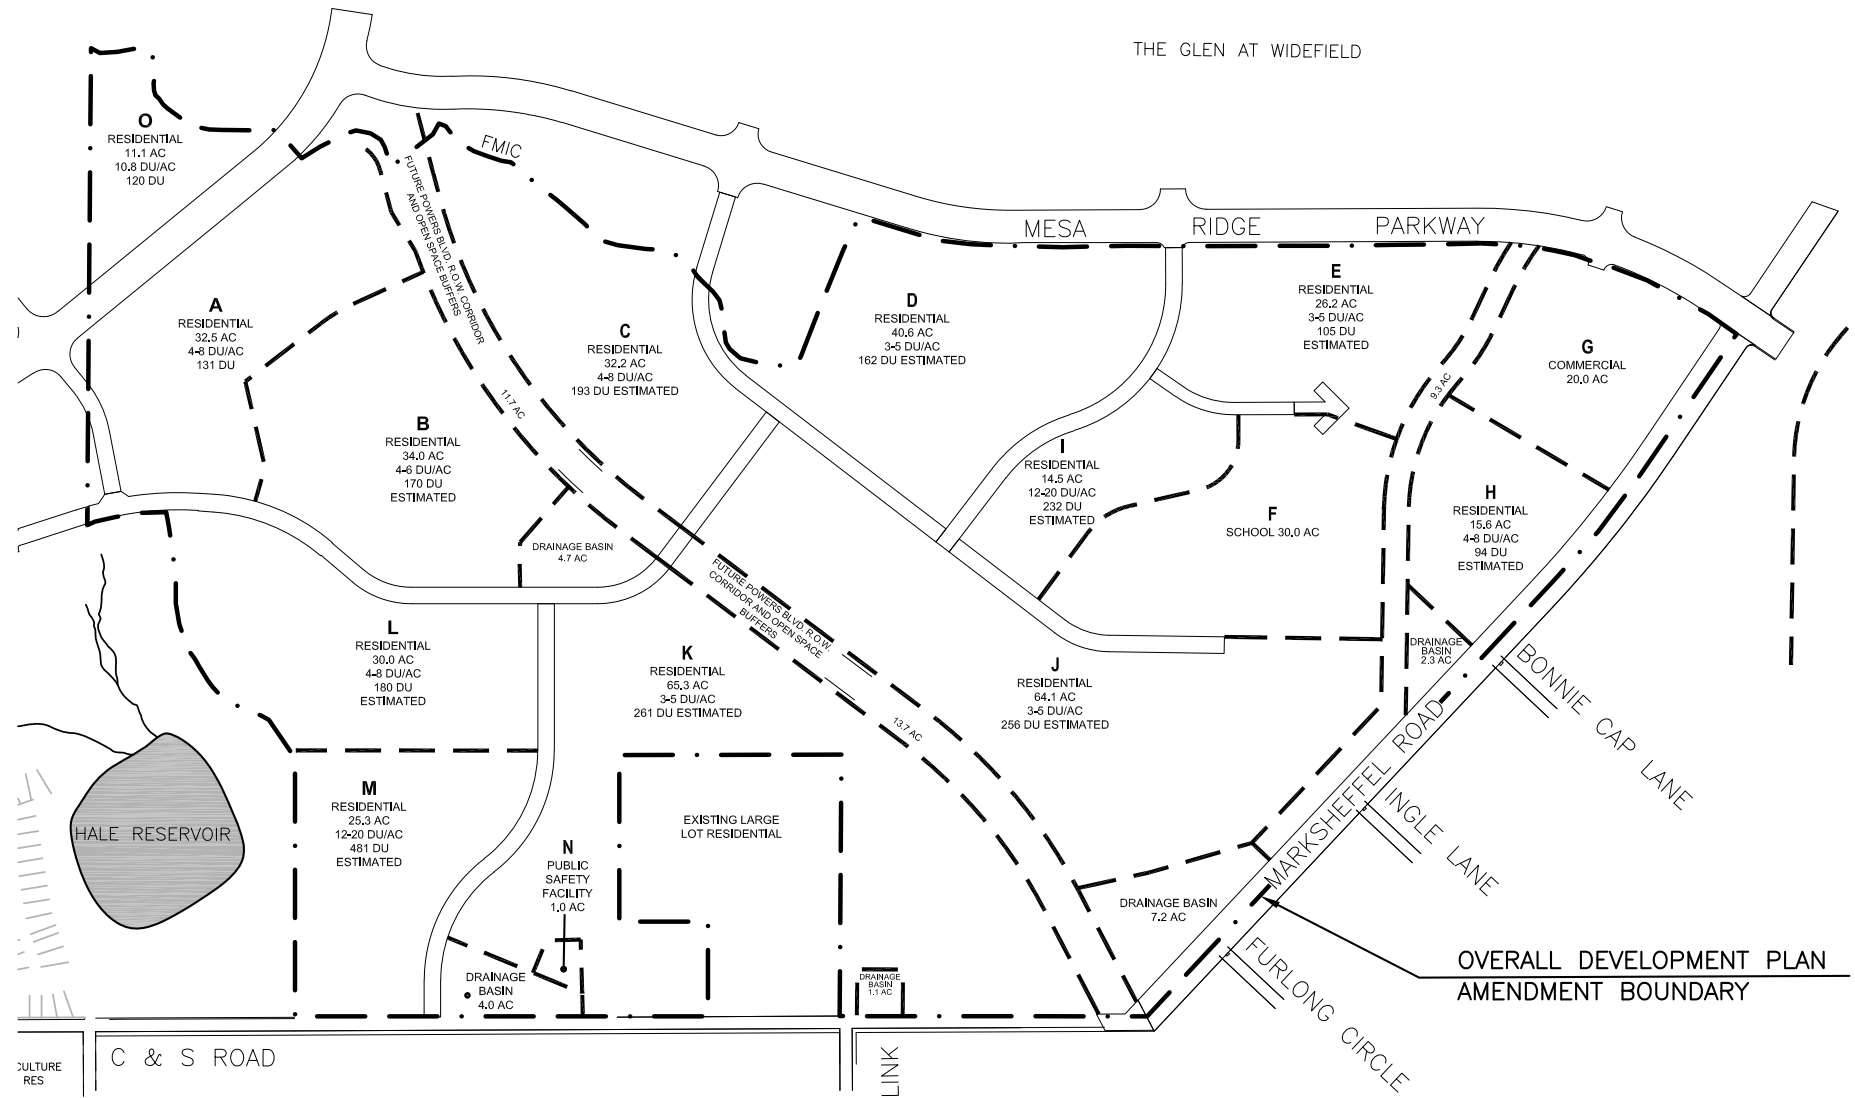 THE GLEN AT WIDEFIELD
O
RESIDENTIAL
11.1 AC
10.8 DU/AC
120 DU
FMIC
FUTURE POWERS BLVD. R.O.W. CORRIDOR
AND OPEN SPACE BUFFERS
MESA RIDGE PARKWAY
A
RESIDENTIAL
32.5 AC
4-8 DU/AC
131 DU
B
RESIDENTIAL
34.0 AC
4-6 DU/AC
170 DU
ESTIMATED
C
RESIDENTIAL
32.2 AC
4-8 DU/AC
193 DU ESTIMATED
11.7 AC
D
RESIDENTIAL
40.6 AC
3-5 DU/AC
162 DU ESTIMATED
E
RESIDENTIAL
26.2 AC
3-5 DU/AC
105 DU
ESTIMATED
9.3 AC
G
COMMERCIAL
20.0 AC
I
RESIDENTIAL
14.5 AC
12-20 DU/AC
232 DU
ESTIMATED
F
SCHOOL 30.0 AC
H
RESIDENTIAL
15.6 AC
4-8 DU/AC
94 DU
ESTIMATED
DRAINAGE BASIN
4.7 AC
FUTURE POWERS BLVD. R.O.W.
CORRIDOR AND OPEN SPACE
BUFFERS
DRAINAGE
BASIN
2.3 AC
L
RESIDENTIAL
30.0 AC
4-8 DU/AC
180 DU
ESTIMATED
K
RESIDENTIAL
65.3 AC
3-5 DU/AC
261 DU ESTIMATED
J
RESIDENTIAL
64.1 AC
3-5 DU/AC
256 DU ESTIMATED
13.7 AC
BONNIE CAP LANE
MARKSHEFFEL ROAD
INGLE LANE
HALE RESERVOIR
M
RESIDENTIAL
25.3 AC
12-20 DU/AC
481 DU
ESTIMATED
EXISTING LARGE
LOT RESIDENTIAL
N
PUBLIC
SAFETY
FACILITY
1.0 AC
DRAINAGE BASIN
7.2 AC
DRAINAGE
BASIN
4.0 AC
DRAINAGE
BASIN
1.1 AC
FURLONG CIRCLE
OVERALL DEVELOPMENT PLAN
AMENDMENT BOUNDARY
C & S ROAD
LINK
CULTURE
RES